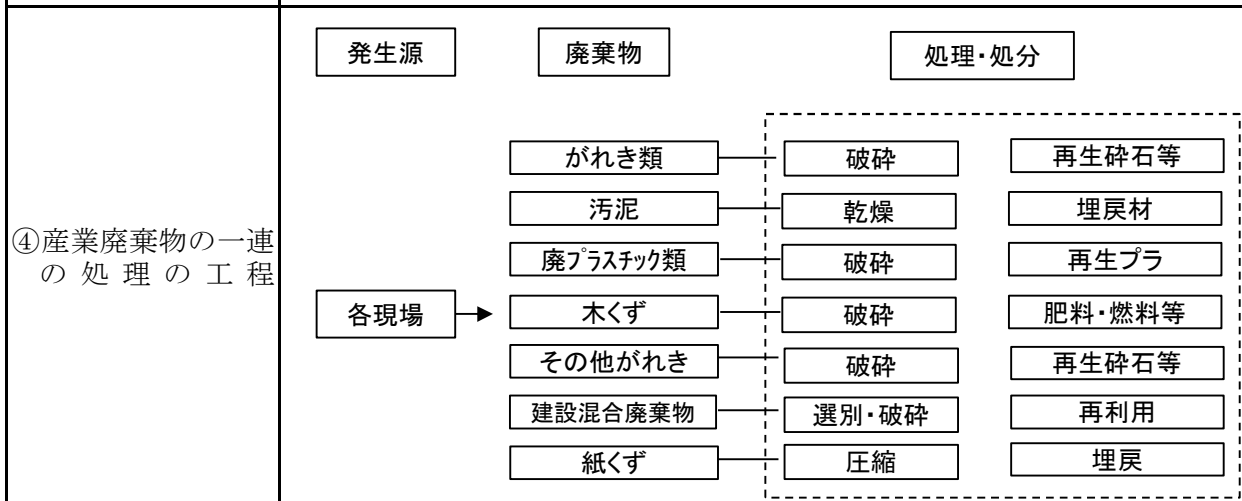 ④産業廃棄物の一連
の処理の工程
発生源 廃棄物 処理・処分
がれき類 破砕 再生砕石等
汚泥 乾燥 埋戻材
廃プラスチック類 破砕 再生プラ
各現場 木くず 破砕 肥料・燃料等
その他がれき 破砕 再生砕石等
建設混合廃棄物 選別・破砕 再利用
紙くず 圧縮 埋戻